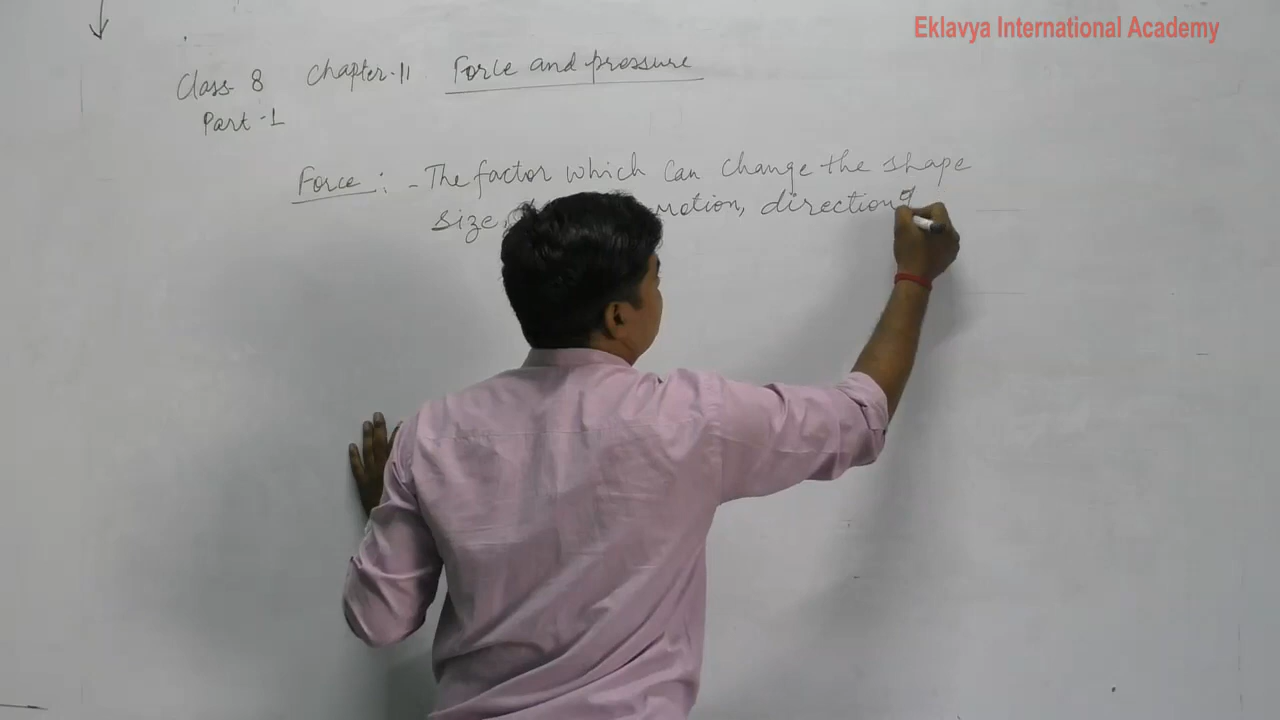 Eklavya International Academy
Class- 8 Chapter-11 Force and pressure
Part -1
Force : - The factor which can change the shape
size, motion, direction